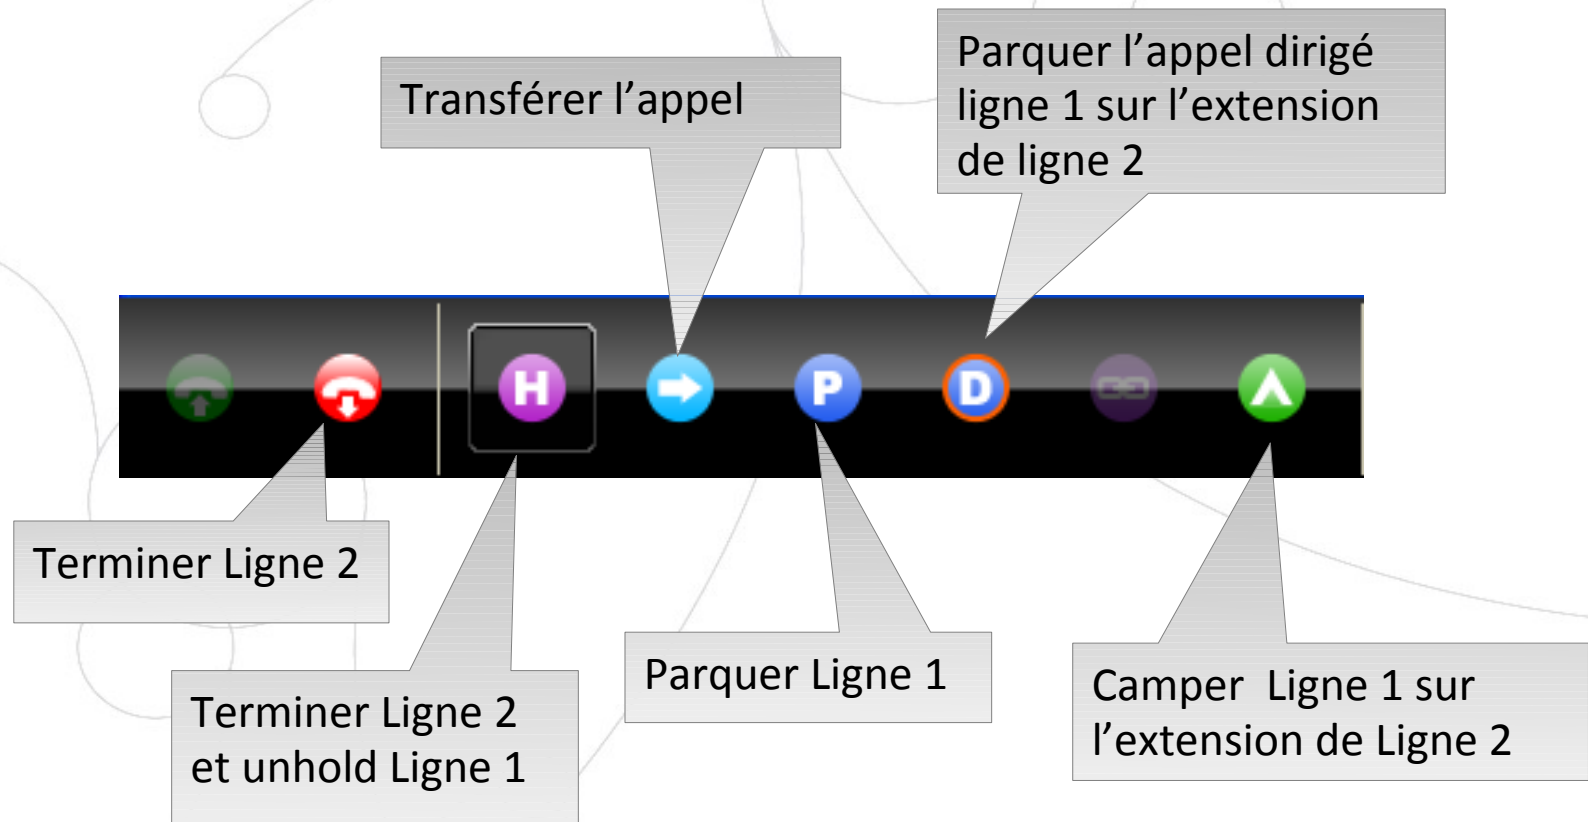 Transférer l’appel
Parquer l’appel dirigé
ligne 1 sur l’extension
de ligne 2
H
P
D
Terminer Ligne 2
Terminer Ligne 2
et unhold Ligne 1
Parquer Ligne 1
Camper  Ligne 1 sur
l’extension de Ligne 2